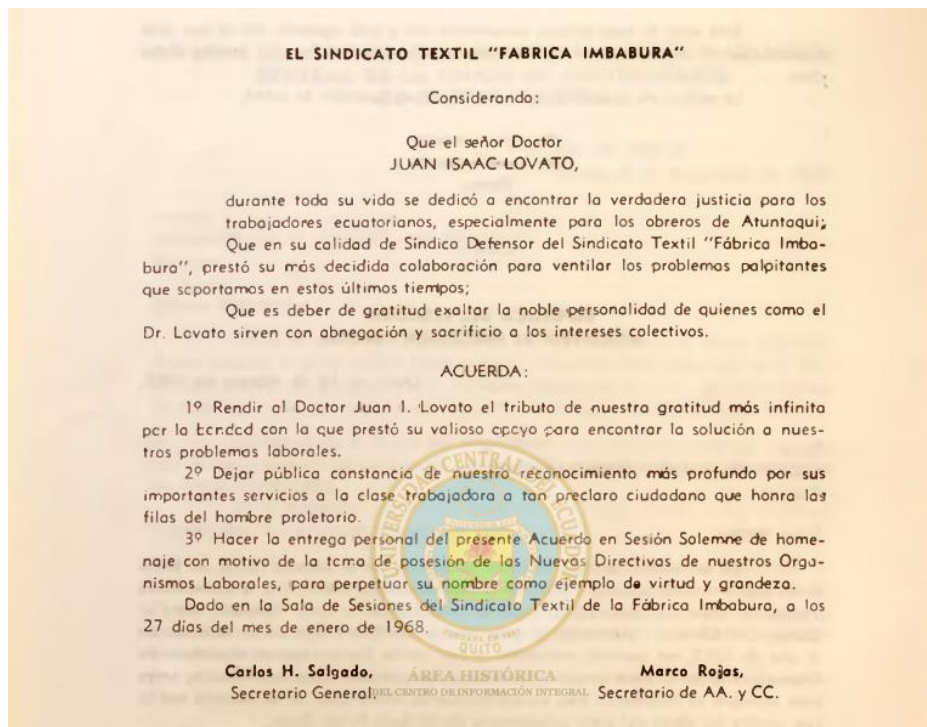 EL SINDICATO TEXTIL "FABRICA IMBABURA"
Considerando:
Que el señor Doctor
JUAN ISAAC LOVATO,
durante toda su vida se dedicó a encontrar la verdadera justicia para los
trabajadores ecuatorianos, especialmente para los obreros de Atuntaqui;
Que en su calidad de Síndico Defensor del Sindicato Textil "Fábrica Imba-
bura", prestó su más decidida colaboración para ventilar los problemas palpitantes
que soportamos en estos últimos tiempos;
Que es deber de gratitud exaltar la noble personalidad de quienes como el
Dr. Lovato sirven con abnegación y sacrificio a los intereses colectivos.
ACUERDA:
1º Rendir al Doctor Juan I. Lovato el tributo de nuestra gratitud más infinita
por la bondad con la que prestó su valioso apoyo para encontrar la solución a nues-
tros problemas laborales.
2º Dejar pública constancia de nuestro reconocimiento más profundo por sus
importantes servicios a la clase trabajadora a tan preclaro ciudadano que honra las
filas del hombre proletorio.
3º Hacer la entrega personal del presente Acuerdo en Sesión Solemne de home-
naje con motivo de la toma de posesión de las Nuevas Directivas de nuestros Orga-
nismos Laborales, para perpetuar su nombre como ejemplo de virtud y grandeza.
Dado en la Sala de Sesiones del Sindicato Textil de la Fábrica Imbabura, a los
27 días del mes de enero de 1968.
Carlos H. Salgado,
Secretario General,
Marco Rojas,
Secretario de AA. y CC.
UNIVERSIDAD CENTRAL DEL ECUADOR
QUITO
ÁREA HISTÓRICA
DEL CENTRO DE INFORMACIÓN INTEGRAL